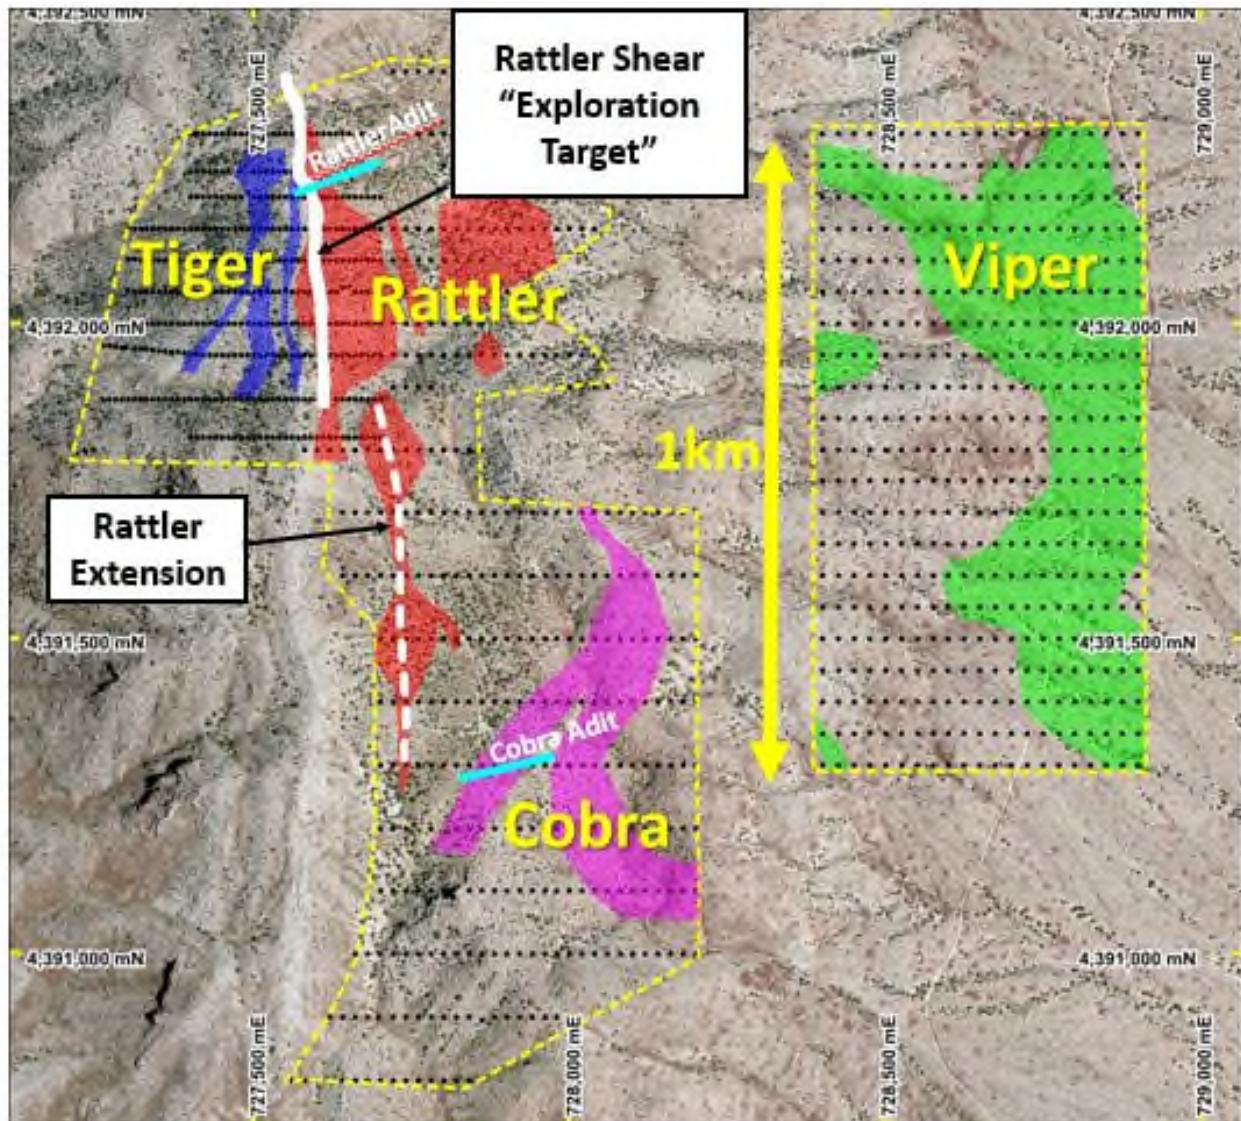 4,392,500 mN
4,392,500 mN
727,500 mE
728,500 mE
729,000 mE
Rattler Shear
“Exploration
Target”
Rattler Adit
Tiger
Rattler
Viper
4,392,000 mN
4,392,000 mN
1km
Rattler
Extension
4,391,500 mN
4,391,500 mN
Cobra Adit
Cobra
4,391,000 mN
4,391,000 mN
727,500 mE
728,000 mE
728,500 mE
729,000 mE